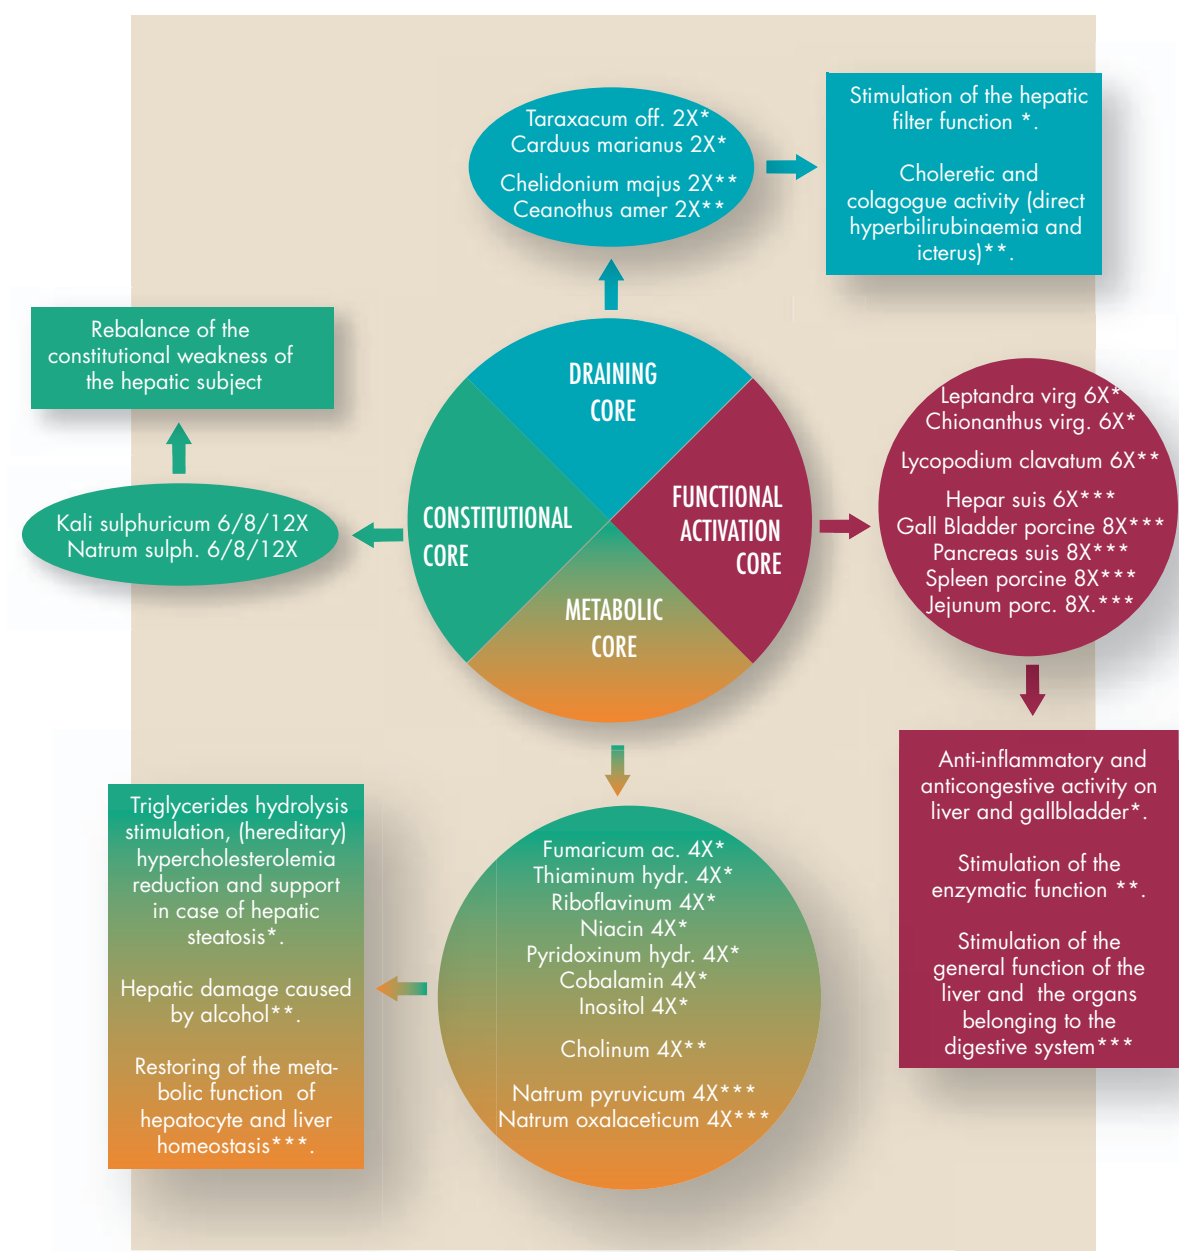 Taraxacum off. 2X*
Carduus marianus 2X*
Chelidonium majus 2X**
Ceanothus amer 2X**
Stimulation of the hepatic
filter function *.
Choleretic and
colagogue activity (direct
hyperbilirubinaemia and
icterus)**.
Rebalance of the
constitutional weakness of
the hepatic subject
Kali sulphuricum 6/8/12X
Natrum sulph. 6/8/12X
DRAINING
CORE
CONSTITUTIONAL
CORE
FUNCTIONAL
ACTIVATION
CORE
METABOLIC
CORE
Leptandra virg 6X*
Chionanthus virg. 6X*
Lycopodium clavatum 6X**
Hepar suis 6X***
Gall Bladder porcine 8X***
Pancreas suis 8X***
Spleen porcine 8X***
Jejunum porc. 8X.***
Anti-inflammatory and
anticongestive activity on
liver and gallbladder*.
Stimulation of the
enzymatic function **.
Stimulation of the
general function of the
liver and the organs
belonging to the
digestive system***
Triglycerides hydrolysis
stimulation, (hereditary)
hypercholesterolemia
reduction and support
in case of hepatic
steatosis*.
Hepatic damage caused
by alcohol**.
Restoring of the meta-
bolic function of
hepatocyte and liver
homeostasis***.
Fumaricum ac. 4X*
Thiaminum hydr. 4X*
Riboflavinum 4X*
Niacin 4X*
Pyridoxinum hydr. 4X*
Cobalamin 4X*
Inositol 4X*
Cholinum 4X**
Natrum pyruvicum 4X***
Natrum oxalaceticum 4X***